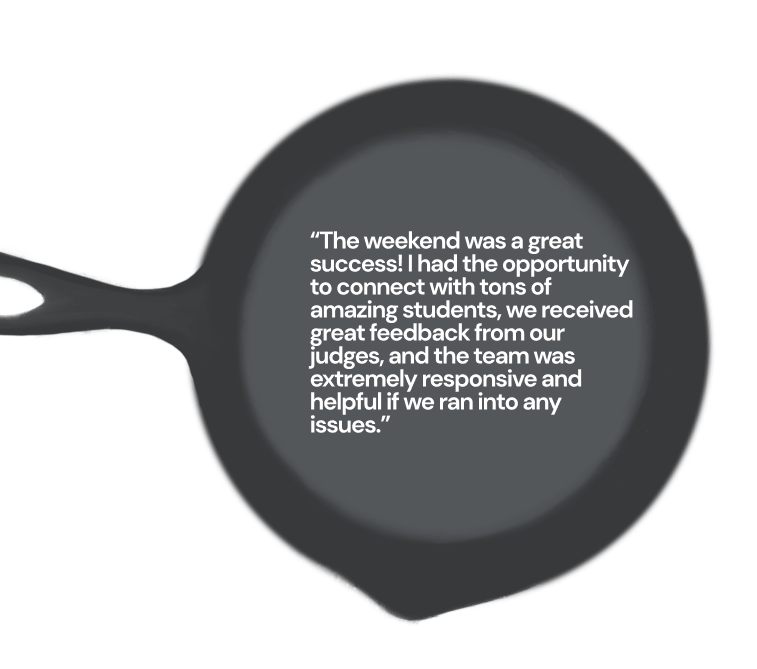 “The weekend was a great
success! I had the opportunity
to connect with tons of
amazing students, we received
great feedback from our
judges, and the team was
extremely responsive and
helpful if we ran into any
issues.”